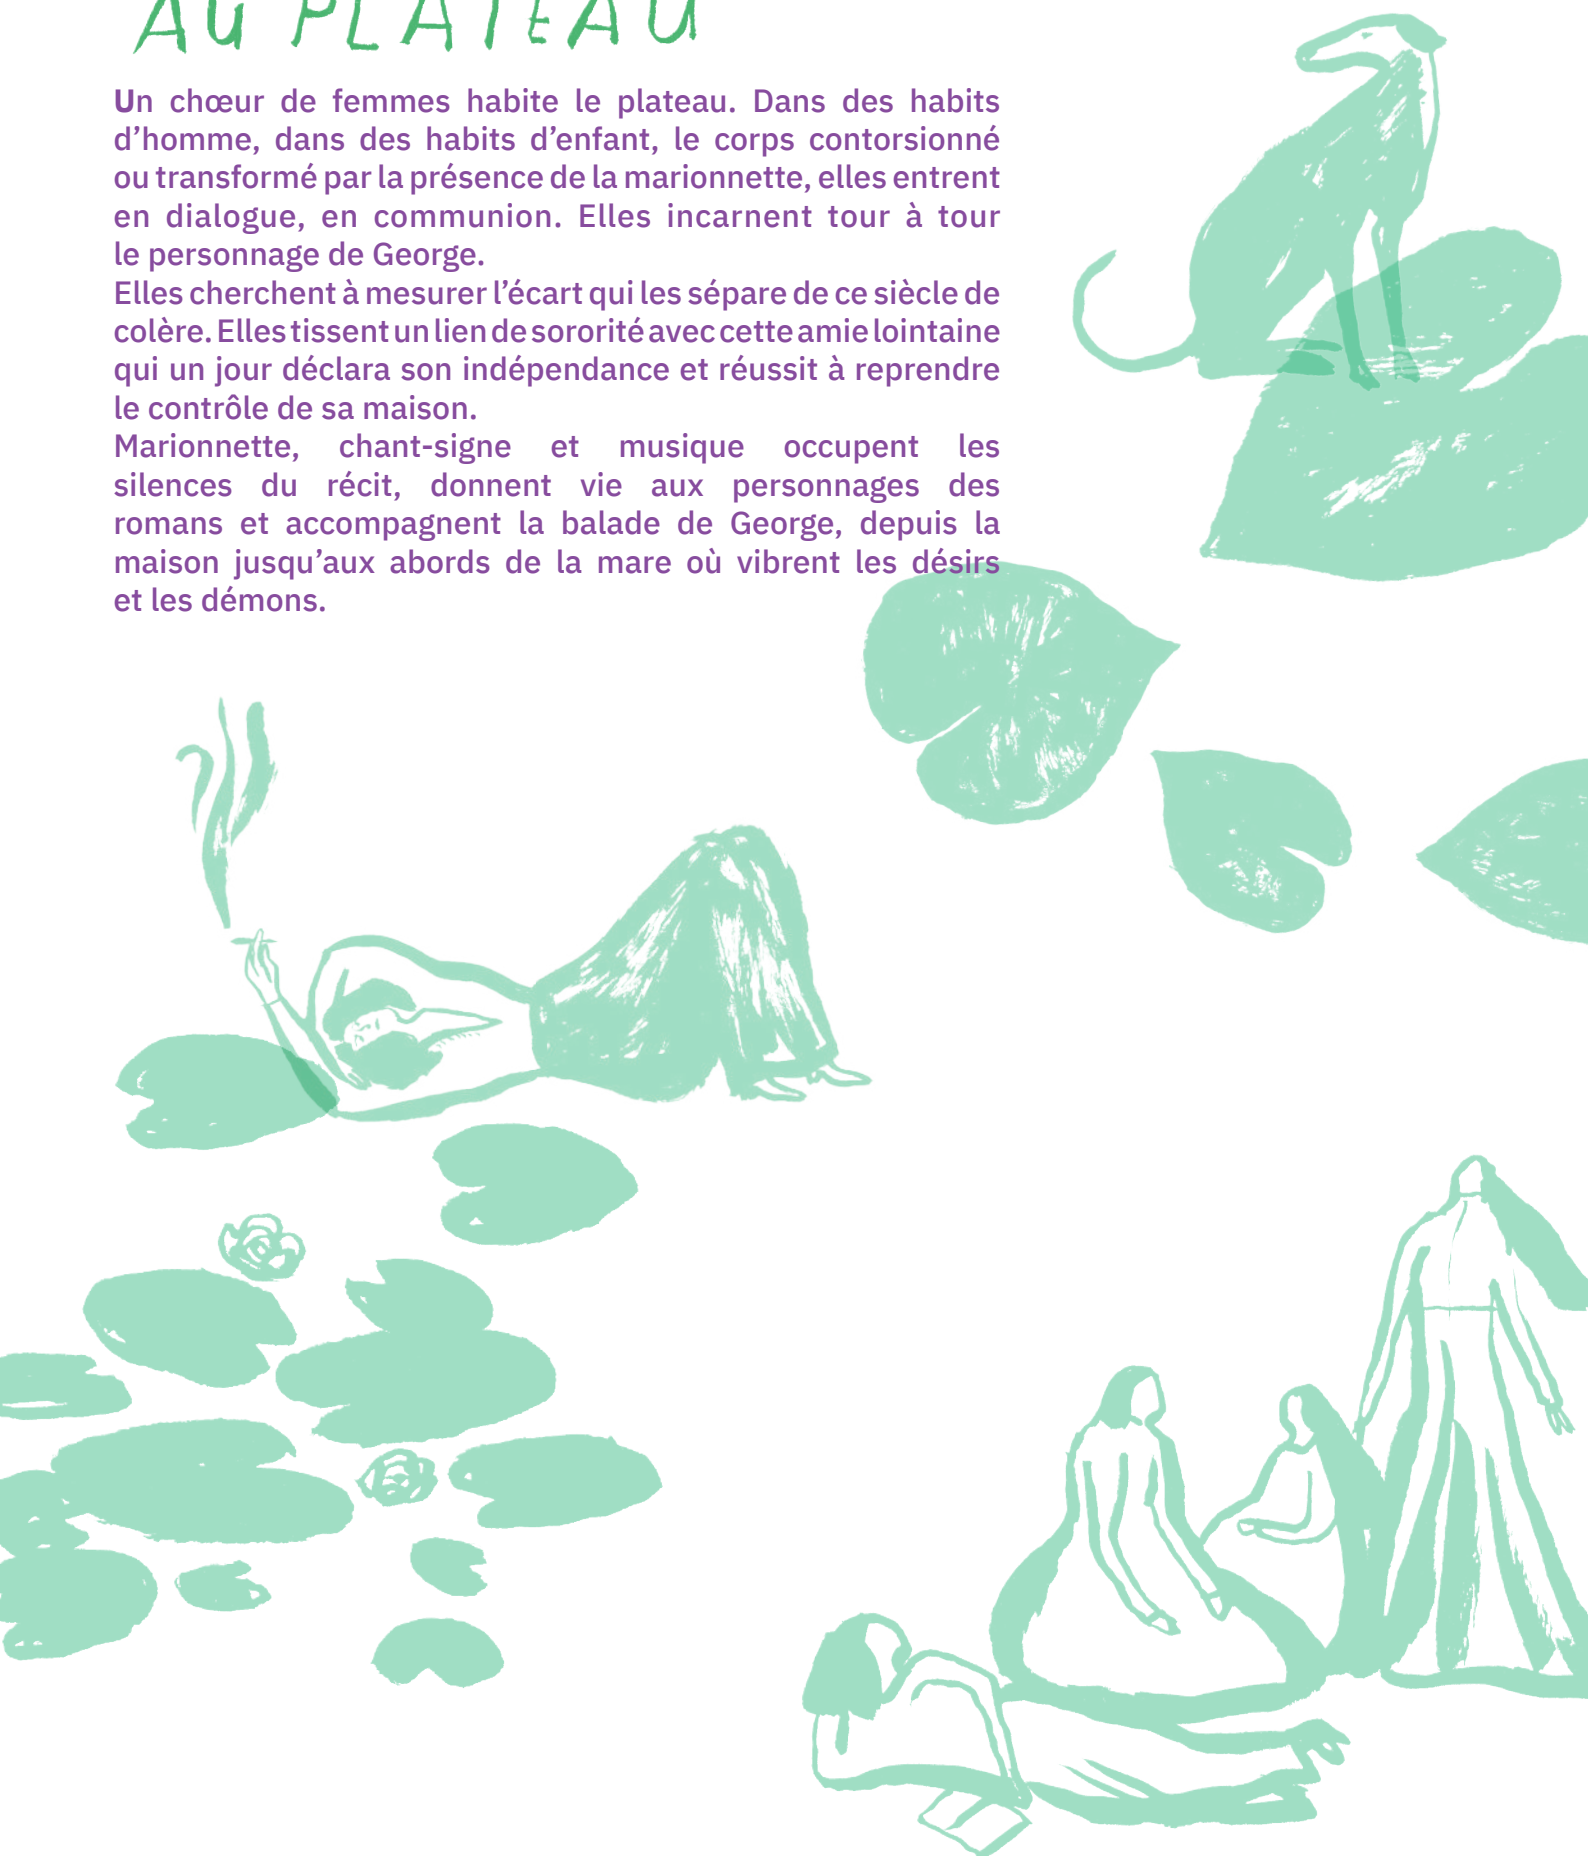 AU PLATEAU
Un chœur de femmes habite le plateau. Dans des habits
d’homme, dans des habits d’enfant, le corps contorsionné
ou transformé par la présence de la marionnette, elles entrent
en dialogue, en communion. Elles incarnent tour à tour
le personnage de George.
Elles cherchent à mesurer l’écart qui les sépare de ce siècle de
colère. Elles tissent un lien de sororité avec cette amie lointaine
qui un jour déclara son indépendance et réussit à reprendre
le contrôle de sa maison.
Marionnette, chant-signe et musique occupent les
silences du récit, donnent vie aux personnages des
romans et accompagnent la balade de George, depuis la
maison jusqu’aux abords de la mare où vibrent les désirs
et les démons.